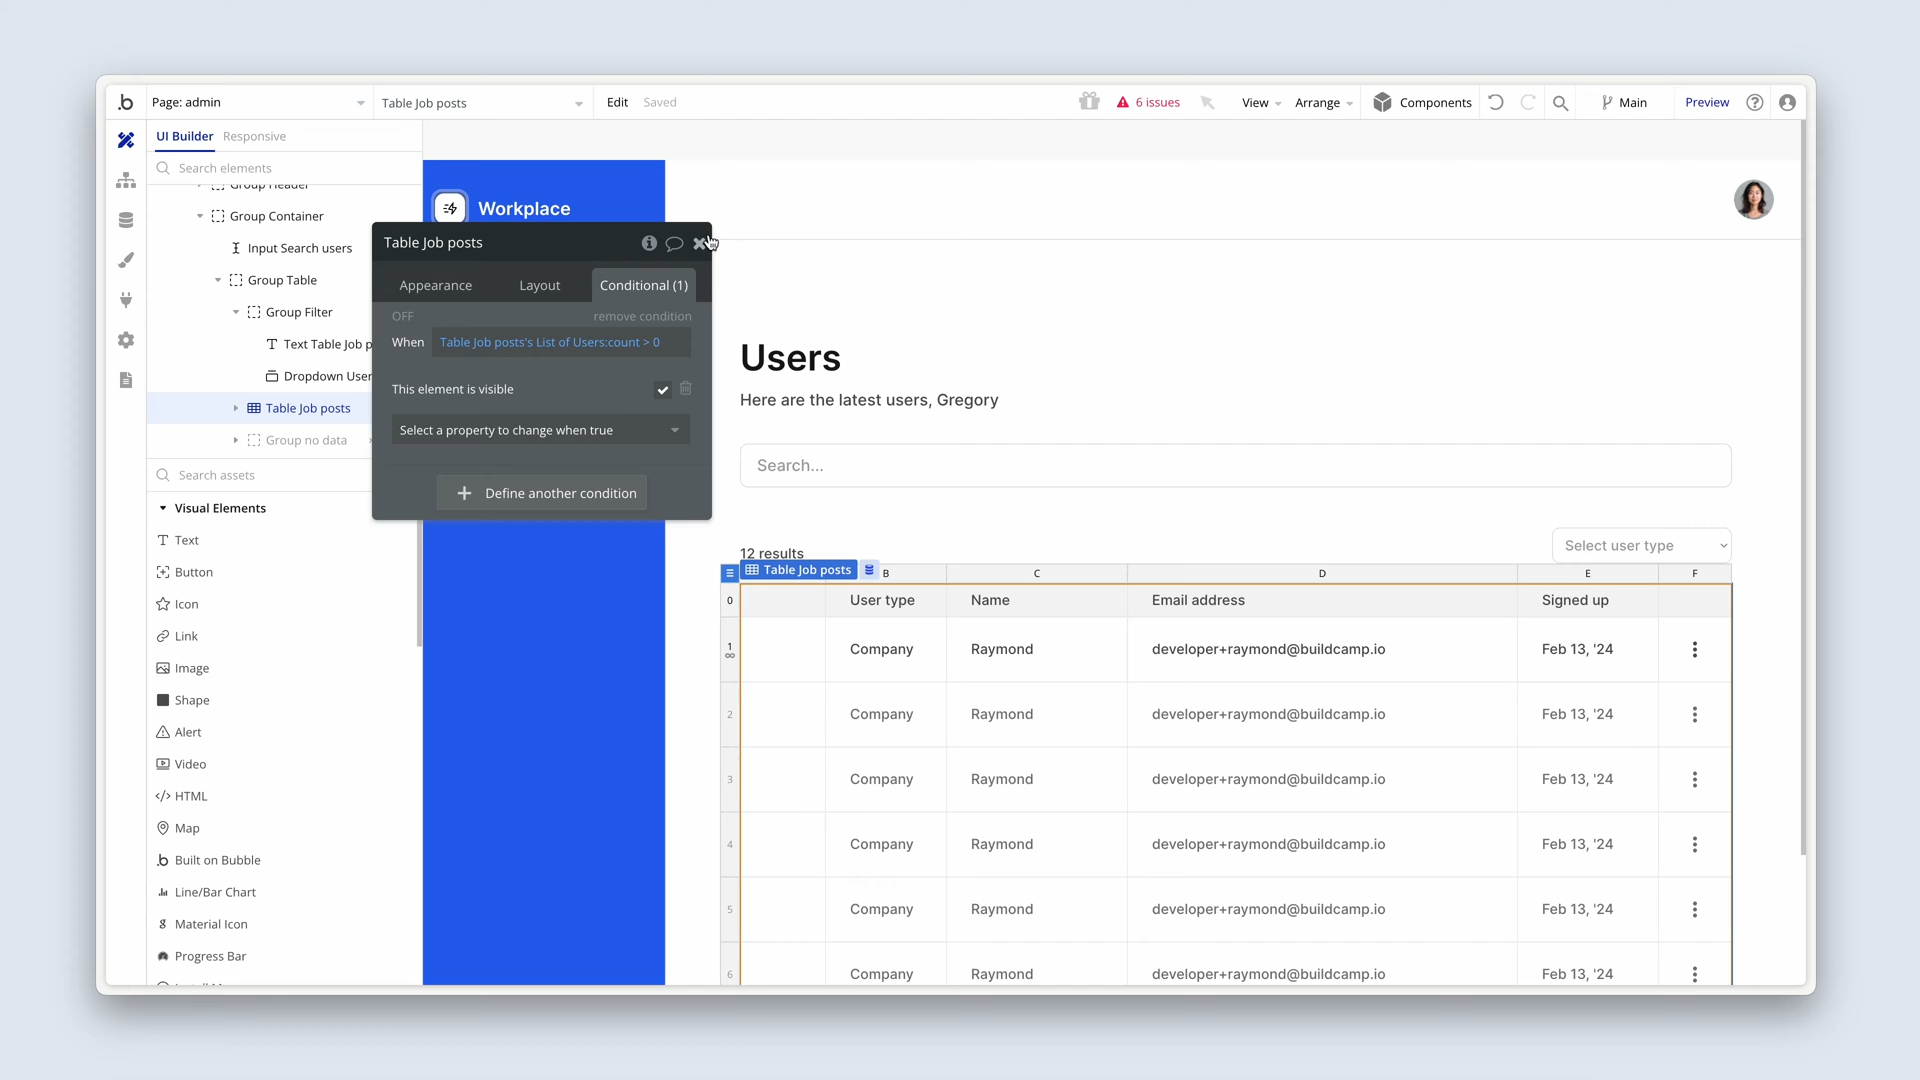 Page: admin
Table Job posts
Edit
Saved
6 issues
View
Arrange
Components
Main
Preview
UI Builder
Responsive
Search elements
Group Header
Group Container
Input Search users
Group Table
Group Filter
Text Table Job p
Dropdown User
Table Job posts
Group no data
Search assets
Visual Elements
Text
Button
Icon
Link
Image
Shape
Alert
Video
HTML
Map
Built on Bubble
Line/Bar Chart
Material Icon
Progress Bar
Workplace
Table Job posts
Appearance
Layout
Conditional (1)
OFF
remove condition
When
Table Job posts's List of Users:count > 0
This element is visible
Select a property to change when true
Define another condition
Users
Here are the latest users, Gregory
Search...
12 results
Select user type
Table Job posts
B C D E F
0 User type Name Email address Signed up
1 Company Raymond developer+raymond@buildcamp.io Feb 13, '24
2 Company Raymond developer+raymond@buildcamp.io Feb 13, '24
3 Company Raymond developer+raymond@buildcamp.io Feb 13, '24
4 Company Raymond developer+raymond@buildcamp.io Feb 13, '24
5 Company Raymond developer+raymond@buildcamp.io Feb 13, '24
6 Company Raymond developer+raymond@buildcamp.io Feb 13, '24